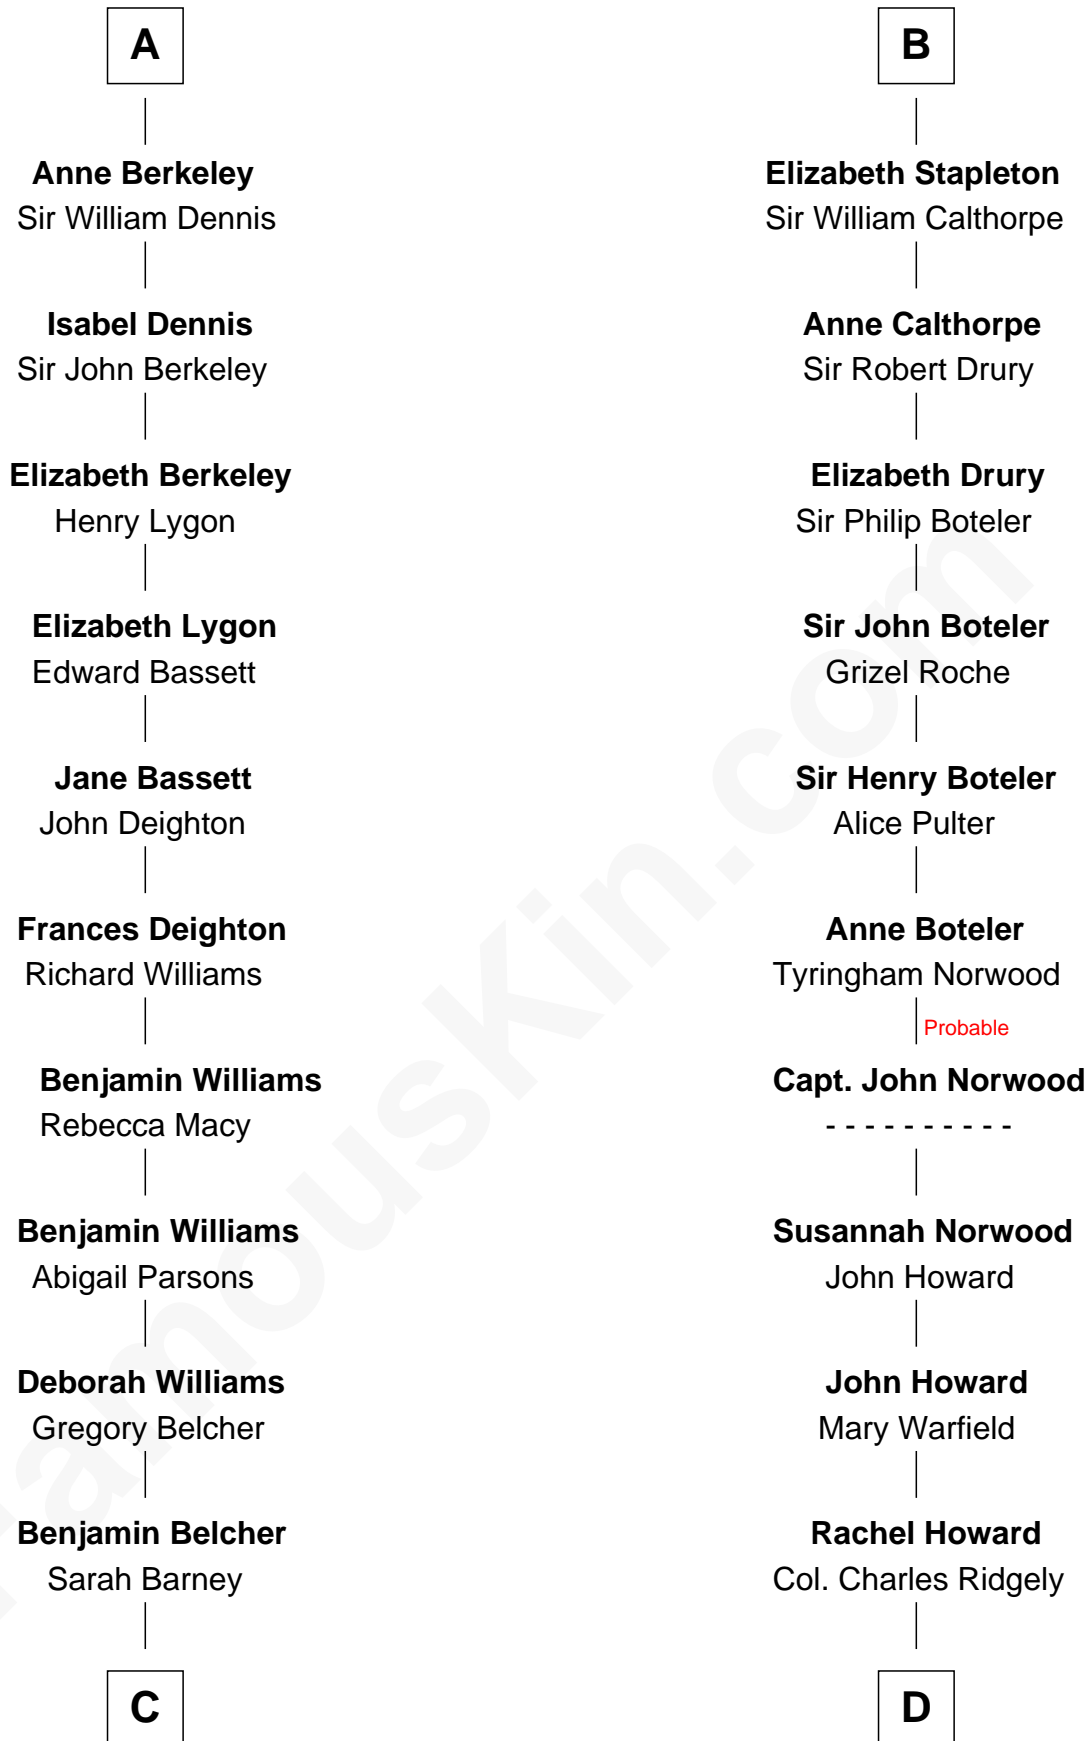 A
Anne Berkeley
Sir William Dennis
Isabel Dennis
Sir John Berkeley
Elizabeth Berkeley
Henry Lygon
Elizabeth Lygon
Edward Bassett
Jane Bassett
John Deighton
Frances Deighton
Richard Williams
Benjamin Williams
Rebecca Macy
Benjamin Williams
Abigail Parsons
Deborah Williams
Gregory Belcher
Benjamin Belcher
Sarah Barney
C
B
Elizabeth Stapleton
Sir William Calthorpe
Anne Calthorpe
Sir Robert Drury
Elizabeth Drury
Sir Philip Boteler
Sir John Boteler
Grizel Roche
Sir Henry Boteler
Alice Pulter
Anne Boteler
Tyringham Norwood
Probable
Capt. John Norwood
- - - - - - - - - -
Susannah Norwood
John Howard
John Howard
Mary Warfield
Rachel Howard
Col. Charles Ridgely
D
FamousKin.com